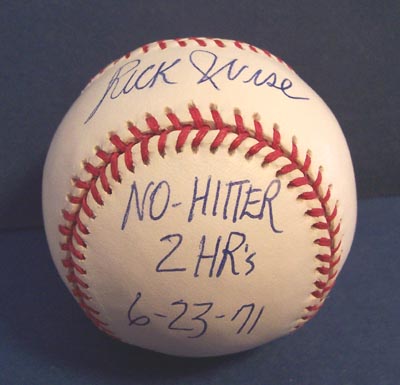 Rick Wise
NO-HITTER
2 HR's
6-23-71